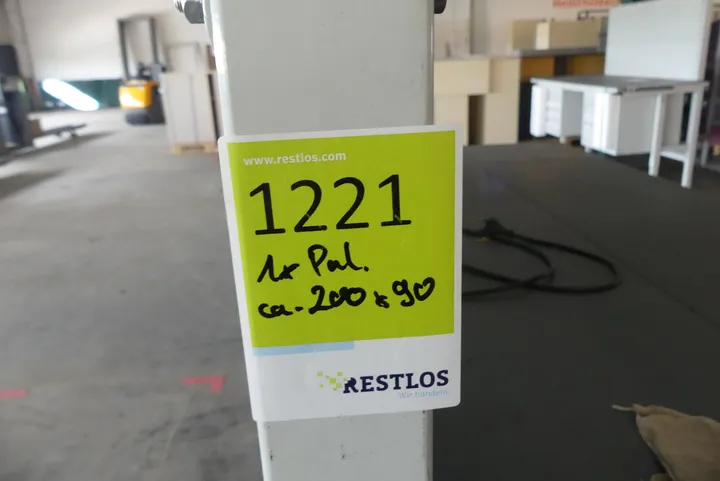 www.restlos.com
1221
1x Pal.
ca. 200 x 90
RESTLOS
Wir handeln.